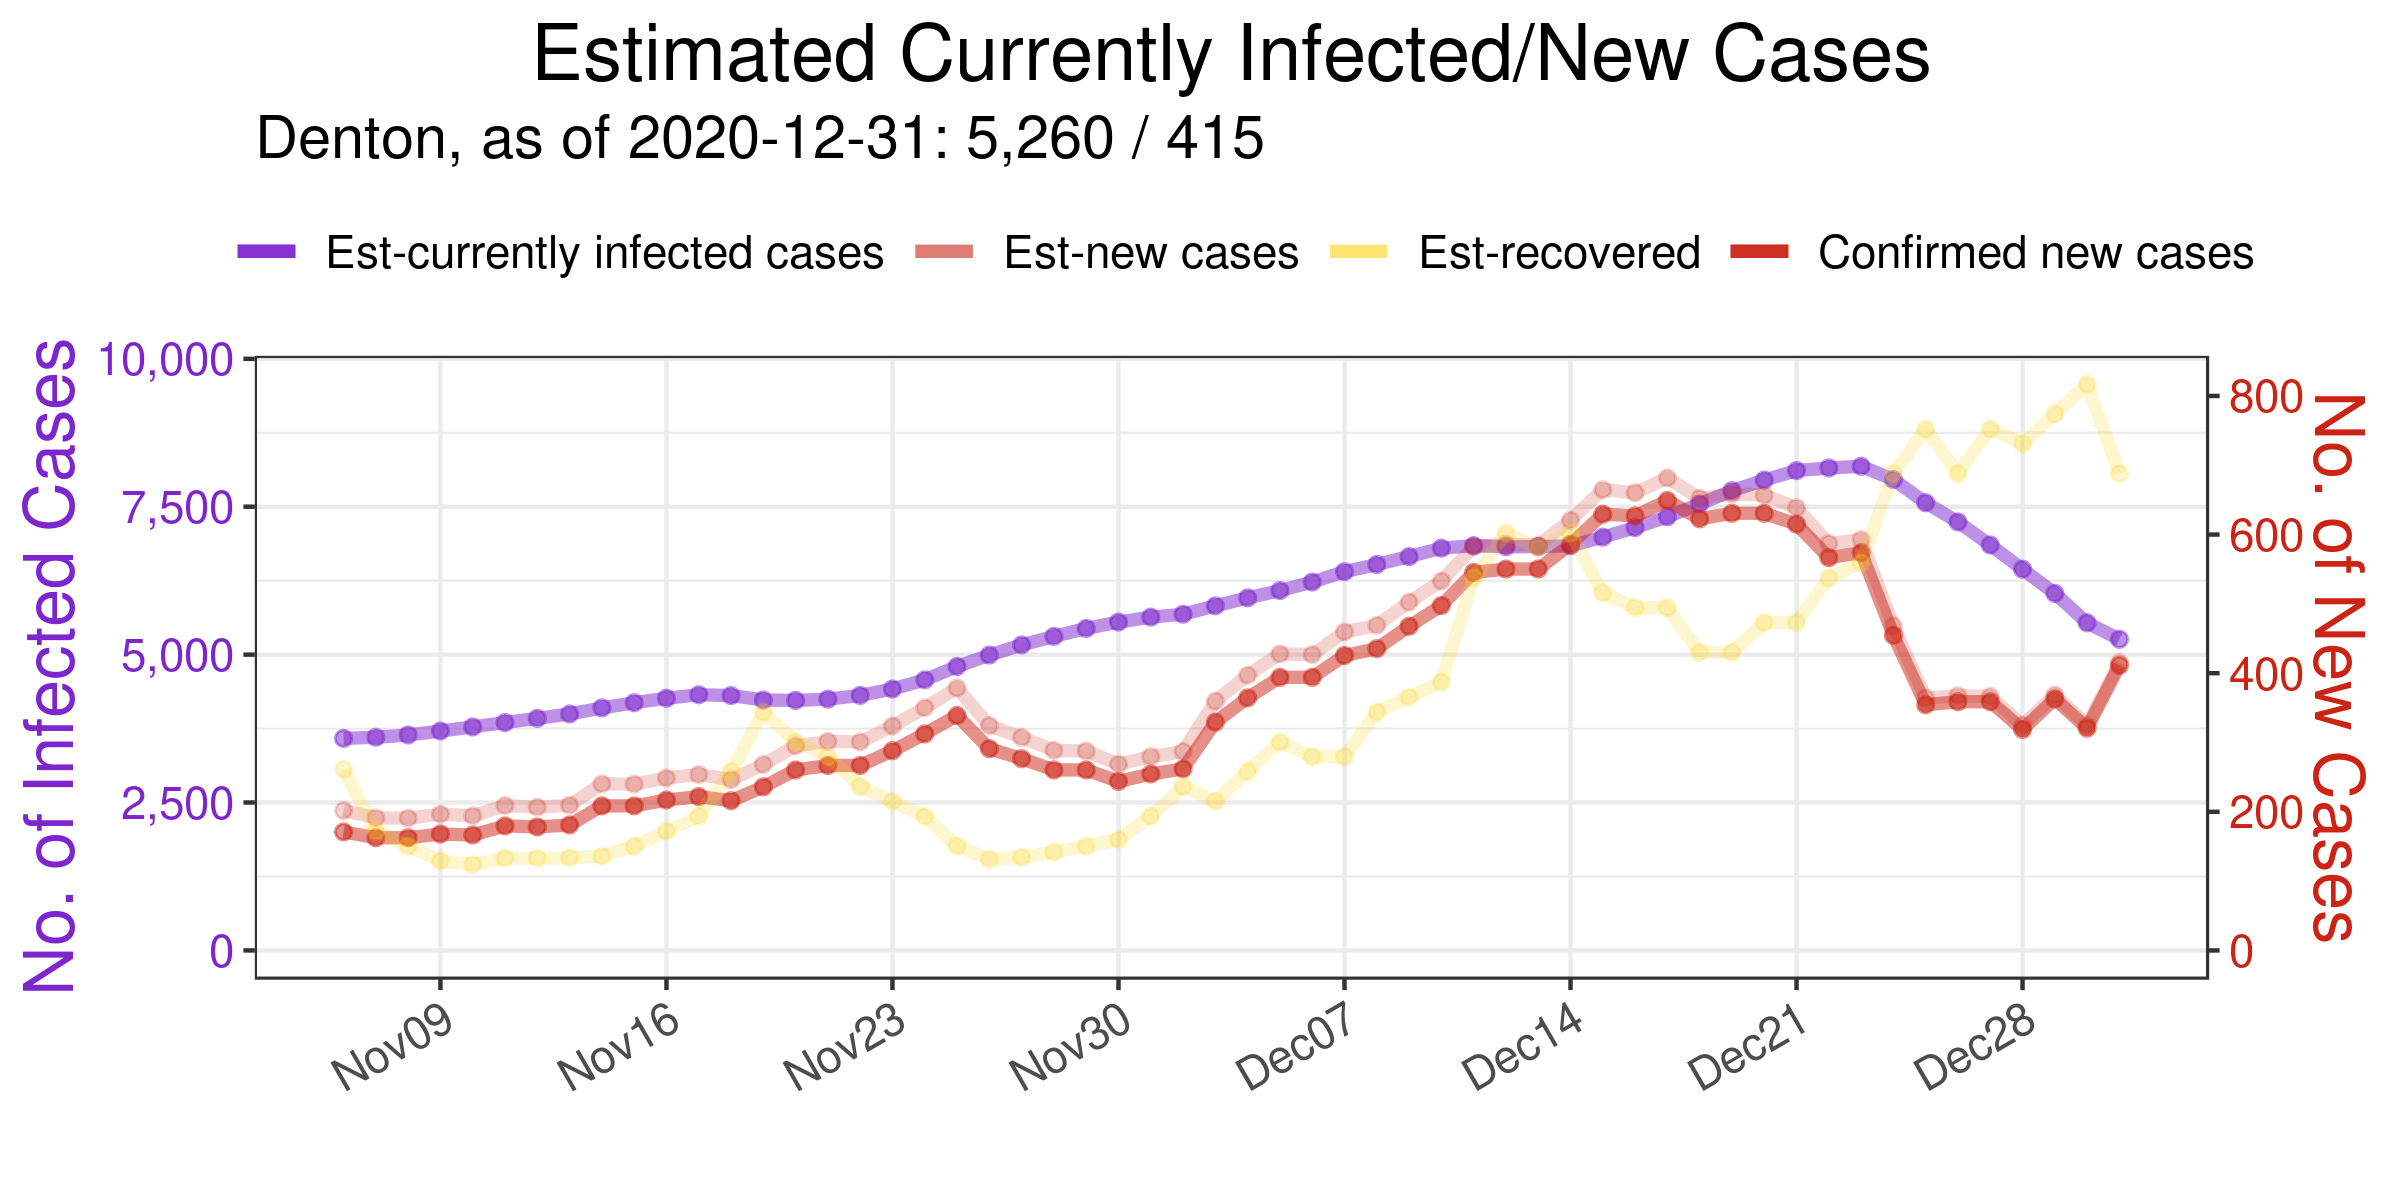 Estimated Currently Infected/New Cases
Denton, as of 2020-12-31: 5,260 / 415
Est-currently infected cases
Est-new cases
Est-recovered
Confirmed new cases
No. of Infected Cases
10,000
7,500
5,000
2,500
0
800
600
400
200
0
No. of New Cases
Nov09
Nov16
Nov23
Nov30
Dec07
Dec14
Dec21
Dec28